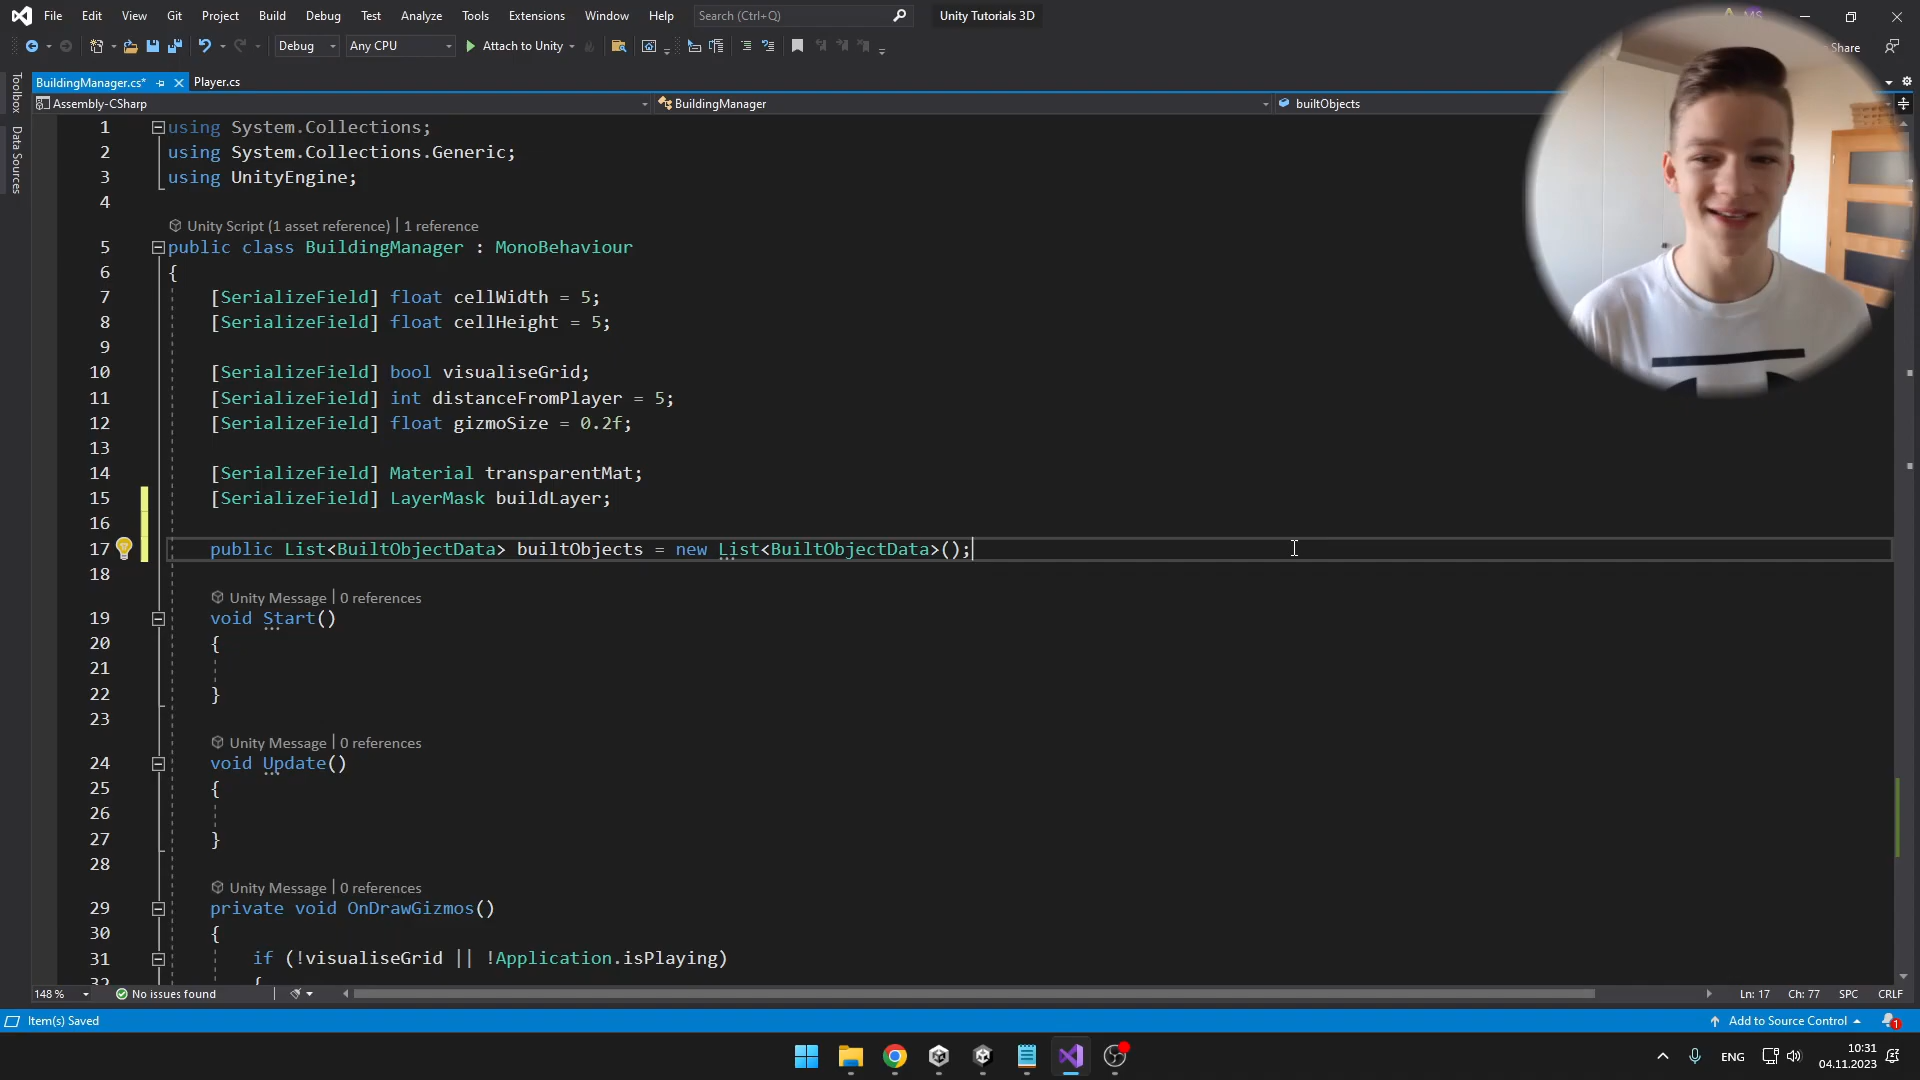 File Edit View Git Project Build Debug Test Analyze Tools Extensions Window Help Search (Ctrl+Q) Unity Tutorials 3D
Debug Any CPU Attach to Unity Share
BuildingManager.cs* Player.cs
Assembly-CSharp BuildingManager builtObjects
Toolbox
Data Sources
1 using System.Collections;
2 using System.Collections.Generic;
3 using UnityEngine;
4
Unity Script (1 asset reference) | 1 reference
5 public class BuildingManager : MonoBehaviour
6 {
7 [SerializeField] float cellWidth = 5;
8 [SerializeField] float cellHeight = 5;
9
10 [SerializeField] bool visualiseGrid;
11 [SerializeField] int distanceFromPlayer = 5;
12 [SerializeField] float gizmoSize = 0.2f;
13
14 [SerializeField] Material transparentMat;
15 [SerializeField] LayerMask buildLayer;
16
17 public List<BuiltObjectData> builtObjects = new List<BuiltObjectData>();
18
Unity Message | 0 references
19 void Start()
20 {
21
22 }
23
Unity Message | 0 references
24 void Update()
25 {
26
27 }
28
Unity Message | 0 references
29 private void OnDrawGizmos()
30 {
31 if (!visualiseGrid || !Application.isPlaying)
32 {
148 % No issues found Ln: 17 Ch: 77 SPC CRLF
Item(s) Saved Add to Source Control 1
ENG 10:31
04.11.2023